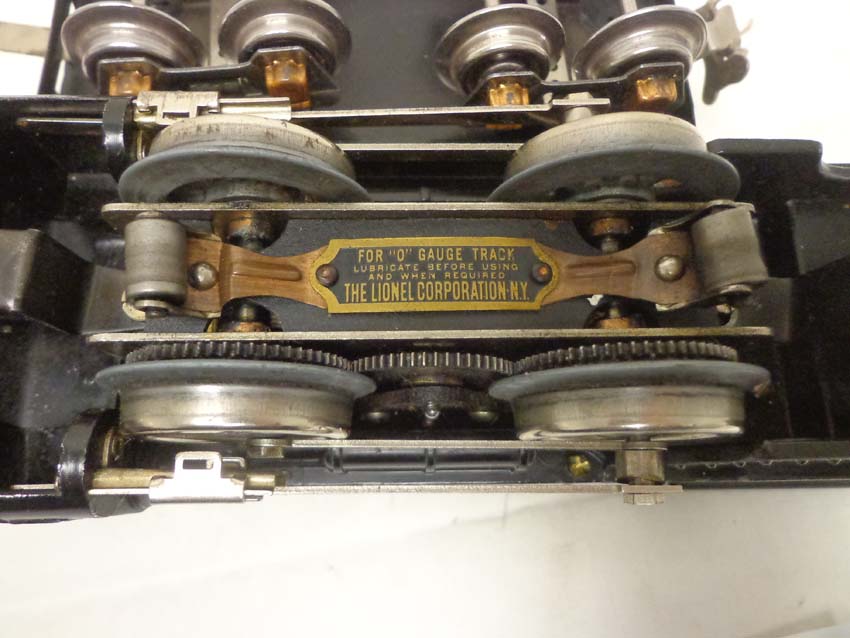 FOR "O" GAUGE TRACK
LUBRICATE BEFORE USING
AND WHEN REQUIRED
THE LIONEL CORPORATION-N.Y.